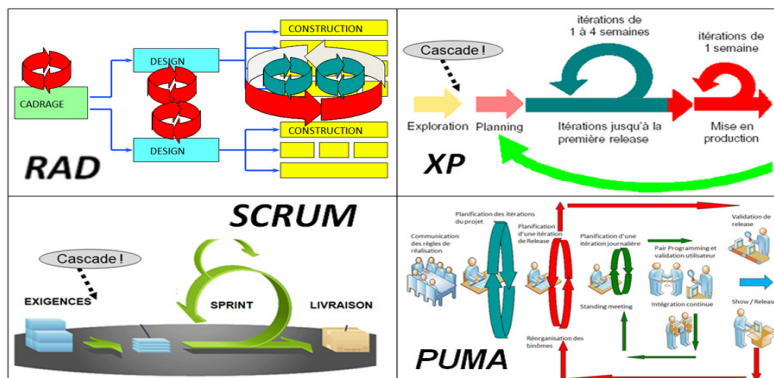 CONSTRUCTION
DESIGN
CADRAGE
DESIGN
CONSTRUCTION
RAD
itérations de
1 à 4 semaines
itérations de
1 semaine
Cascade !
Exploration
Planning
Itérations jusqu'à la
première release
Mise en
production
XP
SCRUM
Cascade !
EXIGENCES
SPRINT
LIVRAISON
Planification des itérations
du projet
Communication
des règles de
réalisation
Planification
d'une itération
de Release
Planification d'une
itération journalière
Pair Programing et
validation utilisateur
Validation de
release
Standing meeting
Intégration continue
Show / Release
Réorganisation des
binômes
PUMA